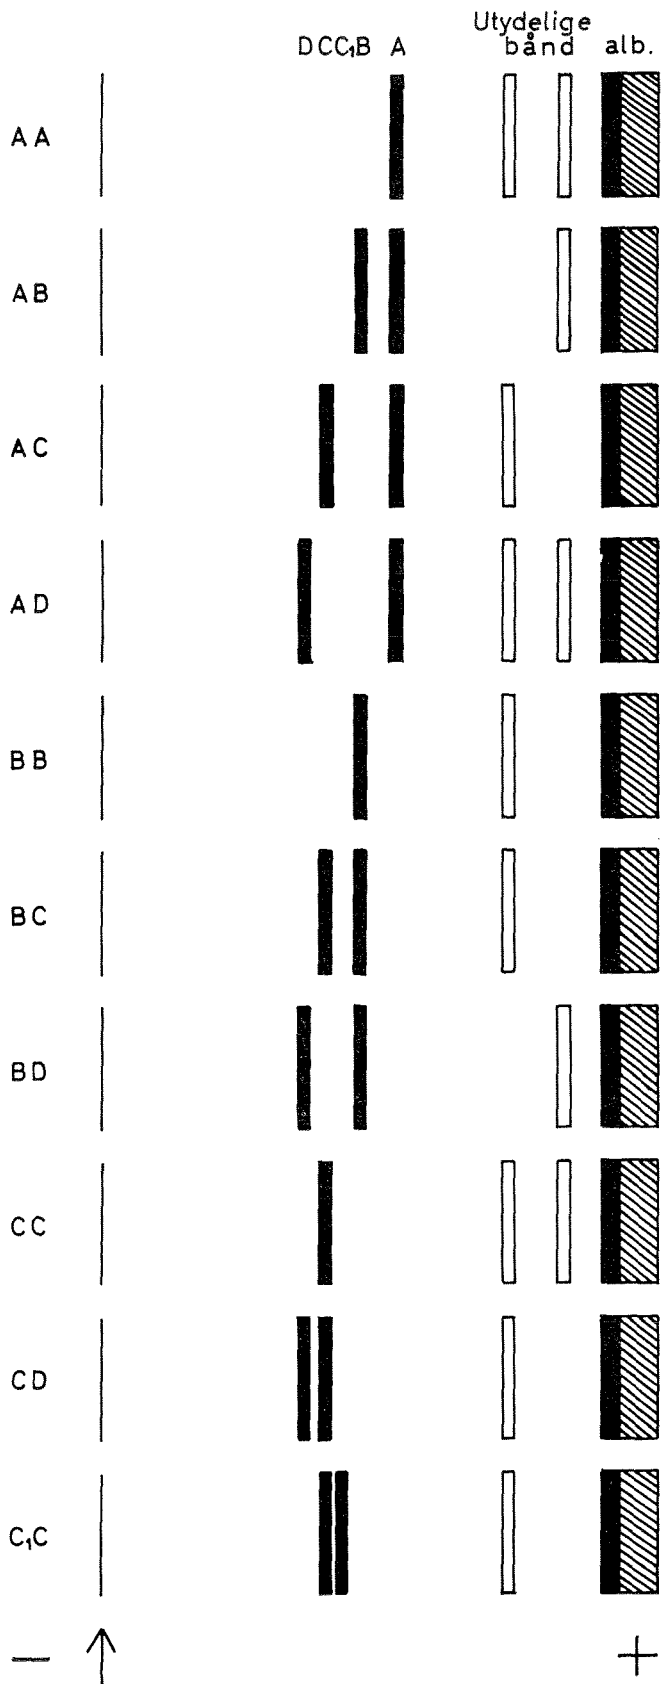 Utydelige
DCC₁B A bånd alb.
AA
AB
AC
AD
BB
BC
BD
CC
CD
C₁C
− +